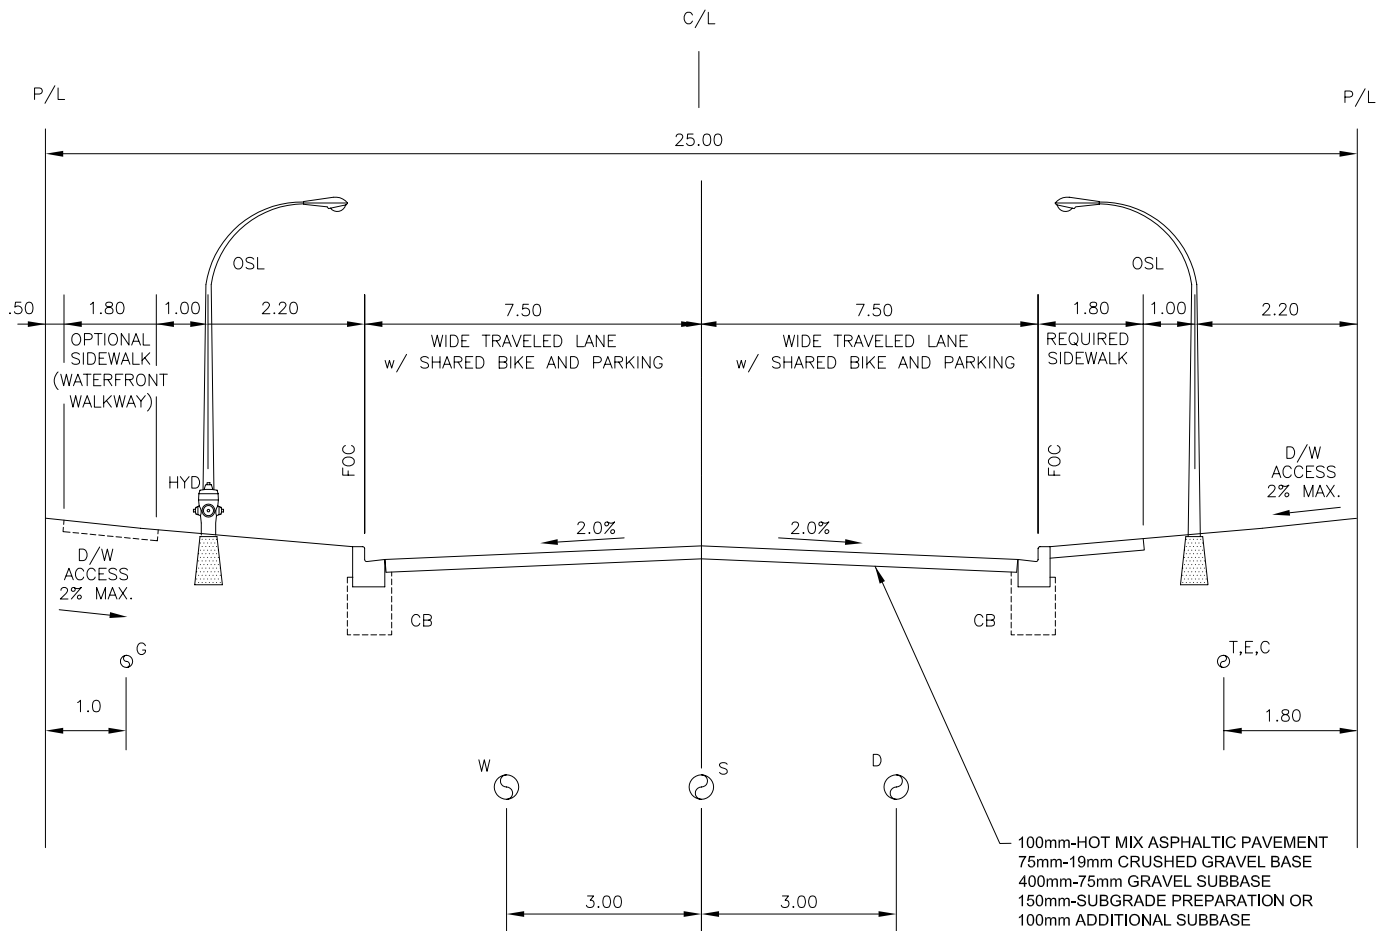 C/L
P/L
P/L
25.00
OSL
OSL
.50
1.80
1.00
2.20
7.50
7.50
1.80
1.00
2.20
OPTIONAL
SIDEWALK
(WATERFRONT
WALKWAY)
WIDE TRAVELED LANE
w/ SHARED BIKE AND PARKING
WIDE TRAVELED LANE
w/ SHARED BIKE AND PARKING
REQUIRED
SIDEWALK
FOC
FOC
HYD
D/W
ACCESS
2% MAX.
2.0%
2.0%
D/W
ACCESS
2% MAX.
CB
CB
G
T,E,C
1.0
1.80
W
S
D
3.00
3.00
100mm-HOT MIX ASPHALTIC PAVEMENT
75mm-19mm CRUSHED GRAVEL BASE
400mm-75mm GRAVEL SUBBASE
150mm-SUBGRADE PREPARATION OR
100mm ADDITIONAL SUBBASE